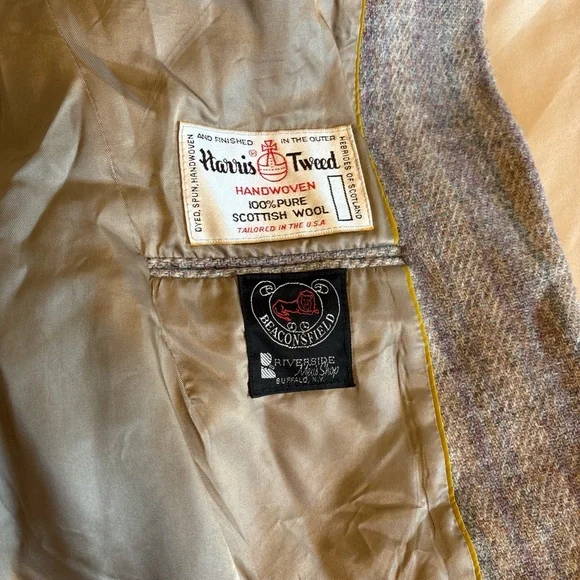 DYED, SPUN, HANDWOVEN
AND FINISHED IN THE OUTER
HEBRIDES OF SCOTLAND
Harris® Tweed
HANDWOVEN
100% PURE
SCOTTISH WOOL
TAILORED IN THE U.S.A
BEACONSFIELD
RIVERSIDE
Men's Shop
BUFFALO, N.Y.